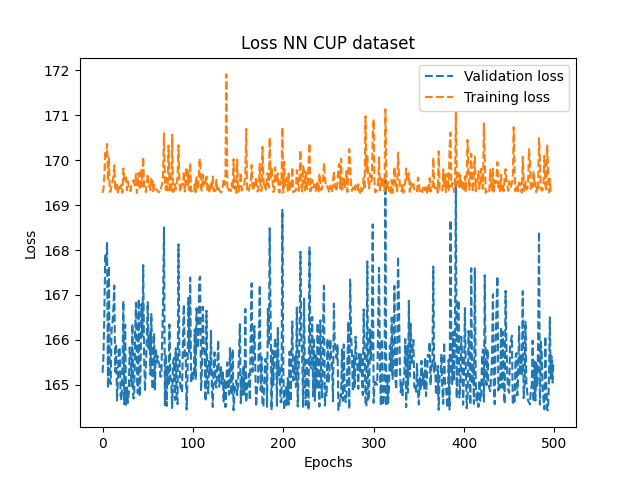 Loss NN CUP dataset
Validation loss
Training loss
172
171
170
169
168
167
166
165
Loss
0
100
200
300
400
500
Epochs